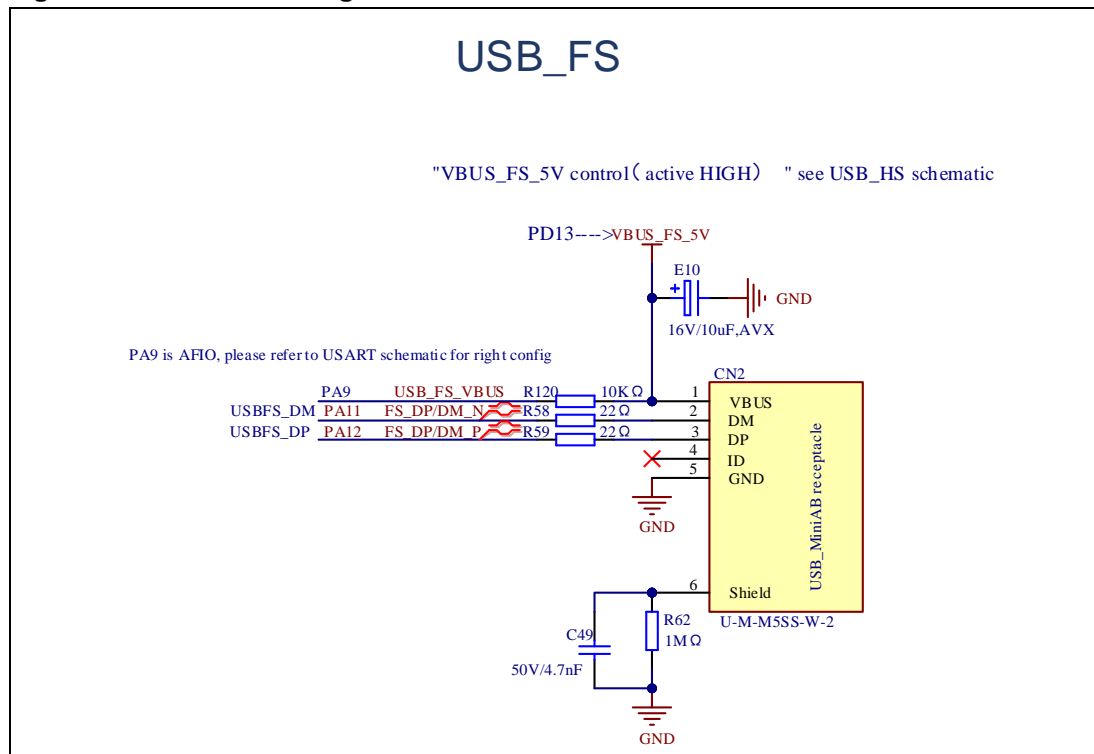 USB_FS
"VBUS_FS_5V control( active HIGH) " see USB_HS schematic
PD13---->VBUS_FS_5V
E10
+
GND
16V/10uF,AVX
PA9 is AFIO, please refer to USART schematic for right config
CN2
PA9 USB_FS_VBUS R120 10KΩ 1 VBUS
USBFS_DM PA11 FS_DP/DM_N R58 22Ω 2 DM
USBFS_DP PA12 FS_DP/DM_P R59 22Ω 3 DP
4 ID
5 GND
GND
USB_MiniAB receptacle
6 Shield
U-M-M5SS-W-2
R62
C49
1MΩ
50V/4.7nF
GND